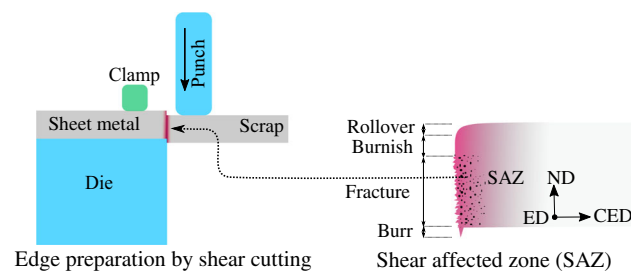 Clamp
Punch
Sheet metal
Scrap
Die
Edge preparation by shear cutting
Rollover
Burnish
Fracture
Burr
SAZ
ND
ED
CED
Shear affected zone (SAZ)